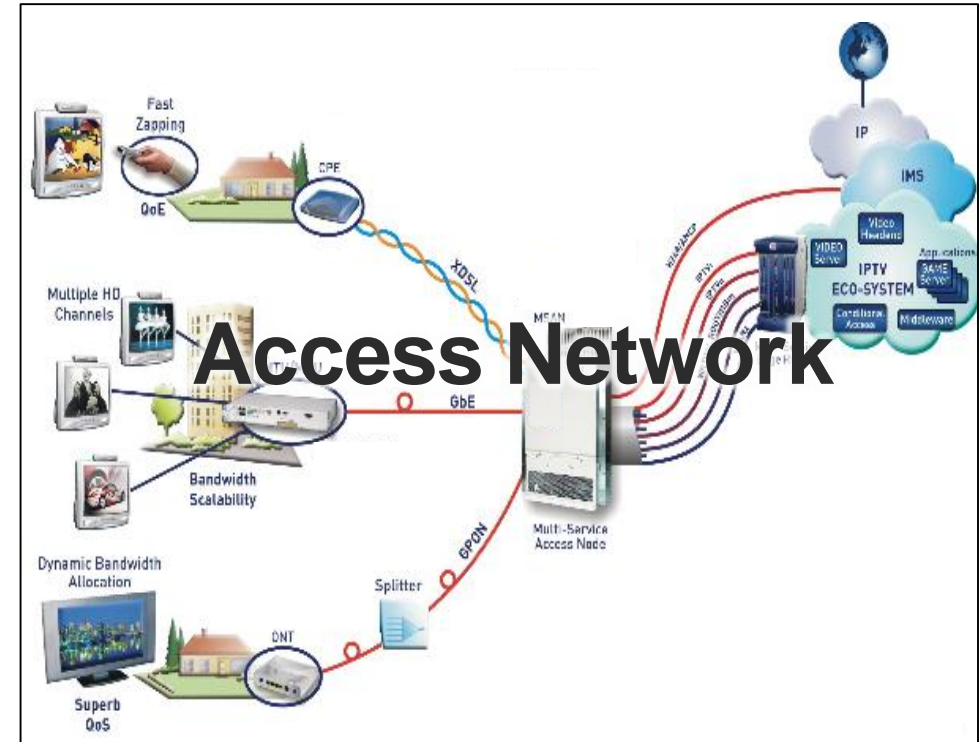 Access Network
Fast
Zapping
QoE
CPE
XDSL
Multiple HD
Channels
GbE
Bandwidth
Scalability
Dynamic Bandwidth
Allocation
Superb
QoS
ONT
Splitter
GPON
MSAN
Multi-Service
Access Node
IP
IMS
Video
Headend
VIDEO
Server
Applications
GAME
Server
IPTV
ECO-SYSTEM
Conditional
Access
Middleware
IPTV1